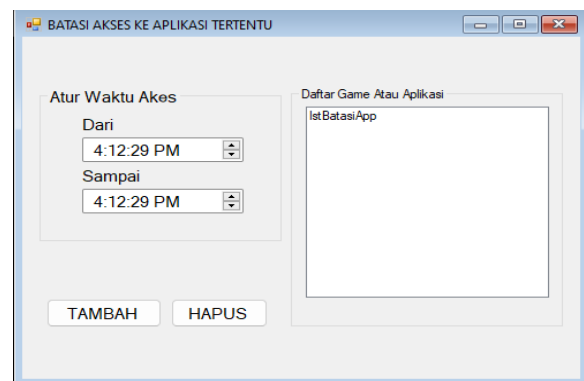 BATASI AKSES KE APLIKASI TERTENTU
Atur Waktu Akes
Dari
4:12:29 PM
Sampai
4:12:29 PM
TAMBAH
HAPUS
Daftar Game Atau Aplikasi
lstBatasiApp